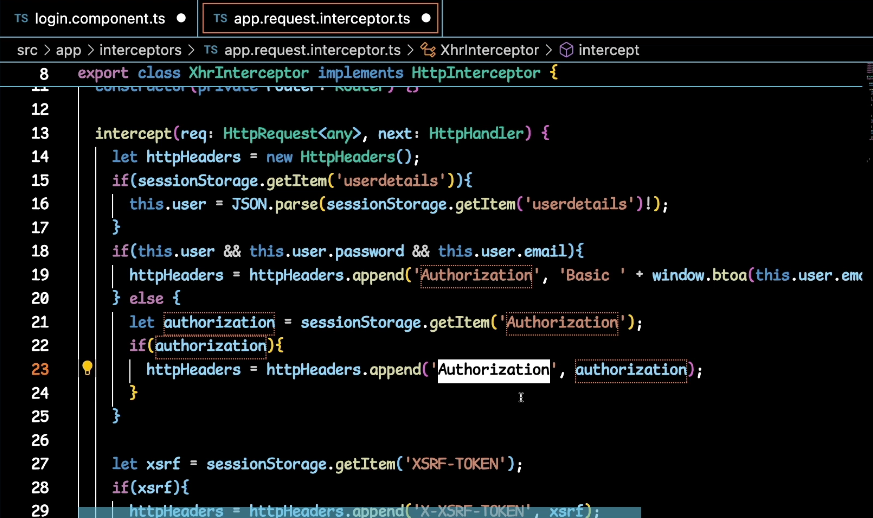 TS login.component.ts ● TS app.request.interceptor.ts ●
src > app > interceptors > TS app.request.interceptor.ts > XhrInterceptor > intercept
8 export class XhrInterceptor implements HttpInterceptor {
11 constructor(private router: Router) {}
12
13 intercept(req: HttpRequest<any>, next: HttpHandler) {
14 let httpHeaders = new HttpHeaders();
15 if(sessionStorage.getItem('userdetails')){
16 this.user = JSON.parse(sessionStorage.getItem('userdetails')!);
17 }
18 if(this.user && this.user.password && this.user.email){
19 httpHeaders = httpHeaders.append('Authorization', 'Basic ' + window.btoa(this.user.ema
20 } else {
21 let authorization = sessionStorage.getItem('Authorization');
22 if(authorization){
23 httpHeaders = httpHeaders.append('Authorization', authorization);
24 }
25 }
26
27 let xsrf = sessionStorage.getItem('XSRF-TOKEN');
28 if(xsrf){
29 httpHeaders = httpHeaders.append('X-XSRF-TOKEN', xsrf);